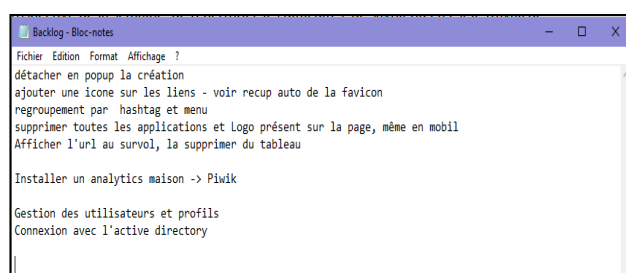 Backlog - Bloc-notes
Fichier Edition Format Affichage ?
détacher en popup la création
ajouter une icone sur les liens - voir recup auto de la favicon
regroupement par hashtag et menu
supprimer toutes les applications et Logo présent sur la page, même en mobil
Afficher l'url au survol, la supprimer du tableau
Installer un analytics maison -> Piwik
Gestion des utilisateurs et profils
Connexion avec l'active directory